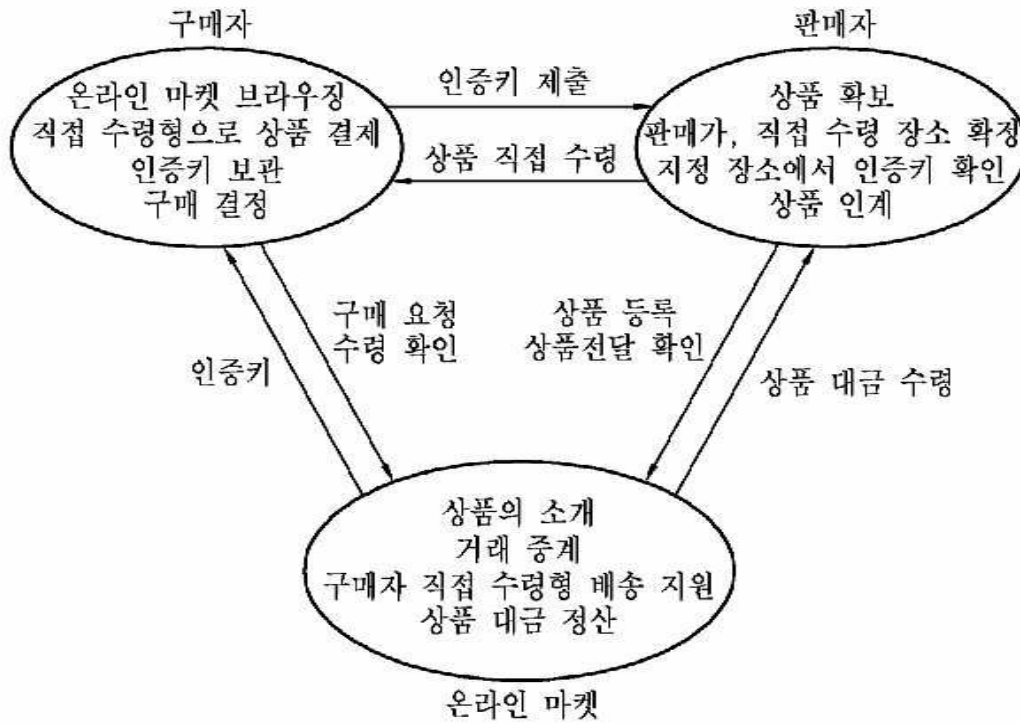 구매자
온라인 마켓 브라우징
직접 수령형으로 상품 결제
인증키 보관
구매 결정
인증키 제출
상품 직접 수령
판매자
상품 확보
판매가, 직접 수령 장소 확정
지정 장소에서 인증키 확인
상품 인계
인증키
구매 요청
수령 확인
상품 등록
상품전달 확인
상품 대금 수령
상품의 소개
거래 중계
구매자 직접 수령형 배송 지원
상품 대금 정산
온라인 마켓